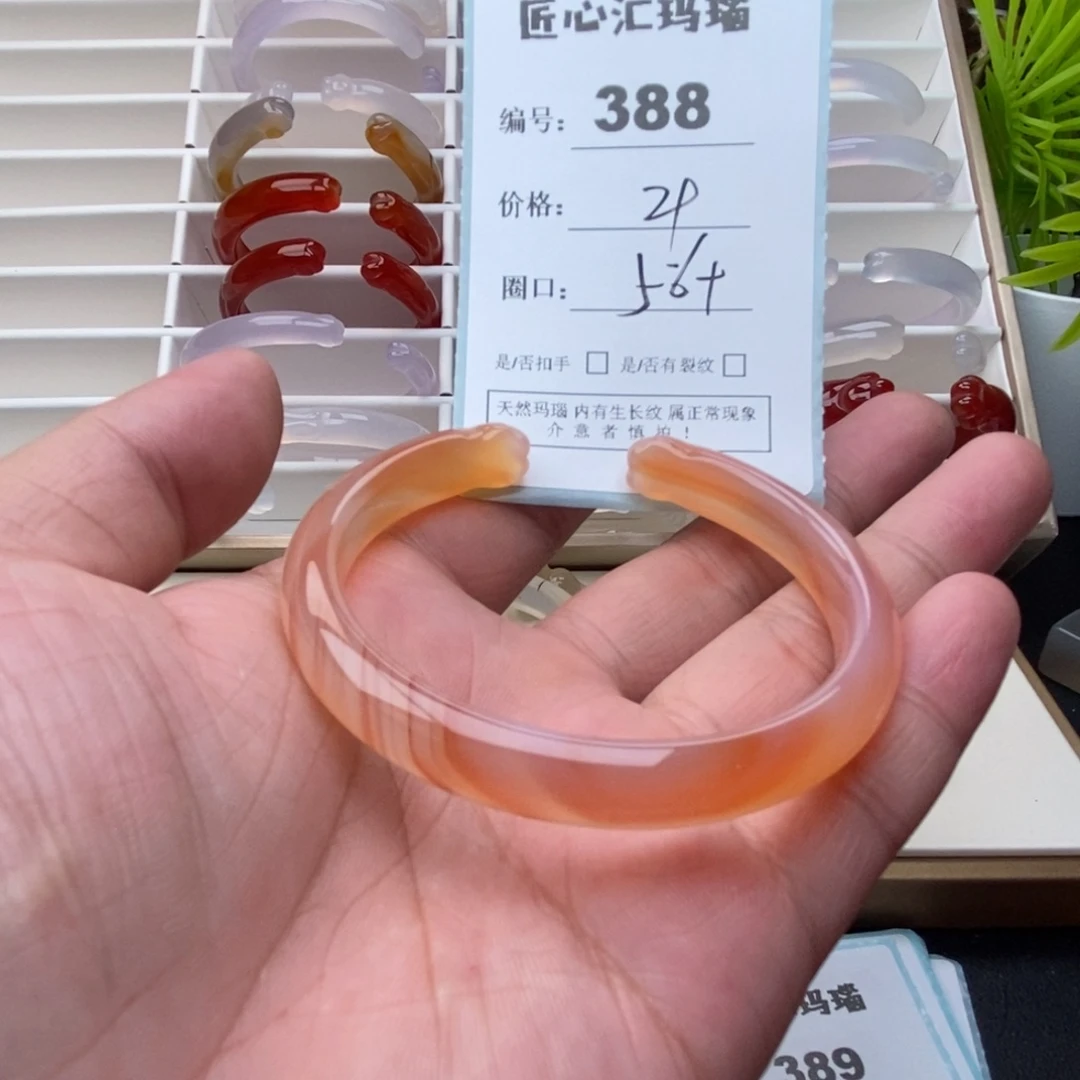 匠心汇玛瑙
编号: 388
价格:
圈口: 56+
是/否扣手 □ 是/否有裂纹 □
天然玛瑙 内有生长纹 属正常现象
介意者慎拍!
玛瑙
389